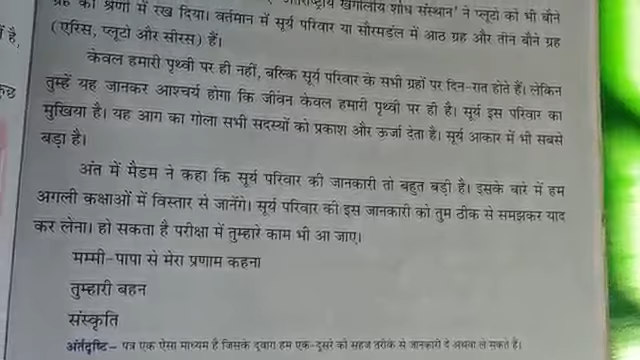 ग्रह की श्रेणी में रख दिया। वर्तमान में सूर्य परिवार या सौरमंडल में आठ ग्रह और तीन बौने ग्रह
(एरिस, प्लूटो और सीरस) हैं।
केवल हमारी पृथ्वी पर ही नहीं, बल्कि सूर्य परिवार के सभी ग्रहों पर दिन-रात होते हैं। लेकिन
तुम्हें यह जानकर आश्चर्य होगा कि जीवन केवल हमारी पृथ्वी पर ही है। सूर्य इस परिवार का
मुखिया है। यह आग का गोला सभी सदस्यों को प्रकाश और ऊर्जा देता है। सूर्य आकार में भी सबसे
बड़ा है।
अंत में मैडम ने कहा कि सूर्य परिवार की जानकारी तो बहुत बड़ी है। इसके बारे में हम
अगली कक्षाओं में विस्तार से जानेंगे। सूर्य परिवार की इस जानकारी को तुम ठीक से समझकर याद
कर लेना। हो सकता है परीक्षा में तुम्हारे काम भी आ जाए।
मम्मी-पापा से मेरा प्रणाम कहना
तुम्हारी बहन
संस्कृति
अंर्तदृष्टि– पत्र एक ऐसा माध्यम है जिसके द्वारा हम एक-दूसरे को सहज तरीके से जानकारी दे अथवा ले सकते हैं।